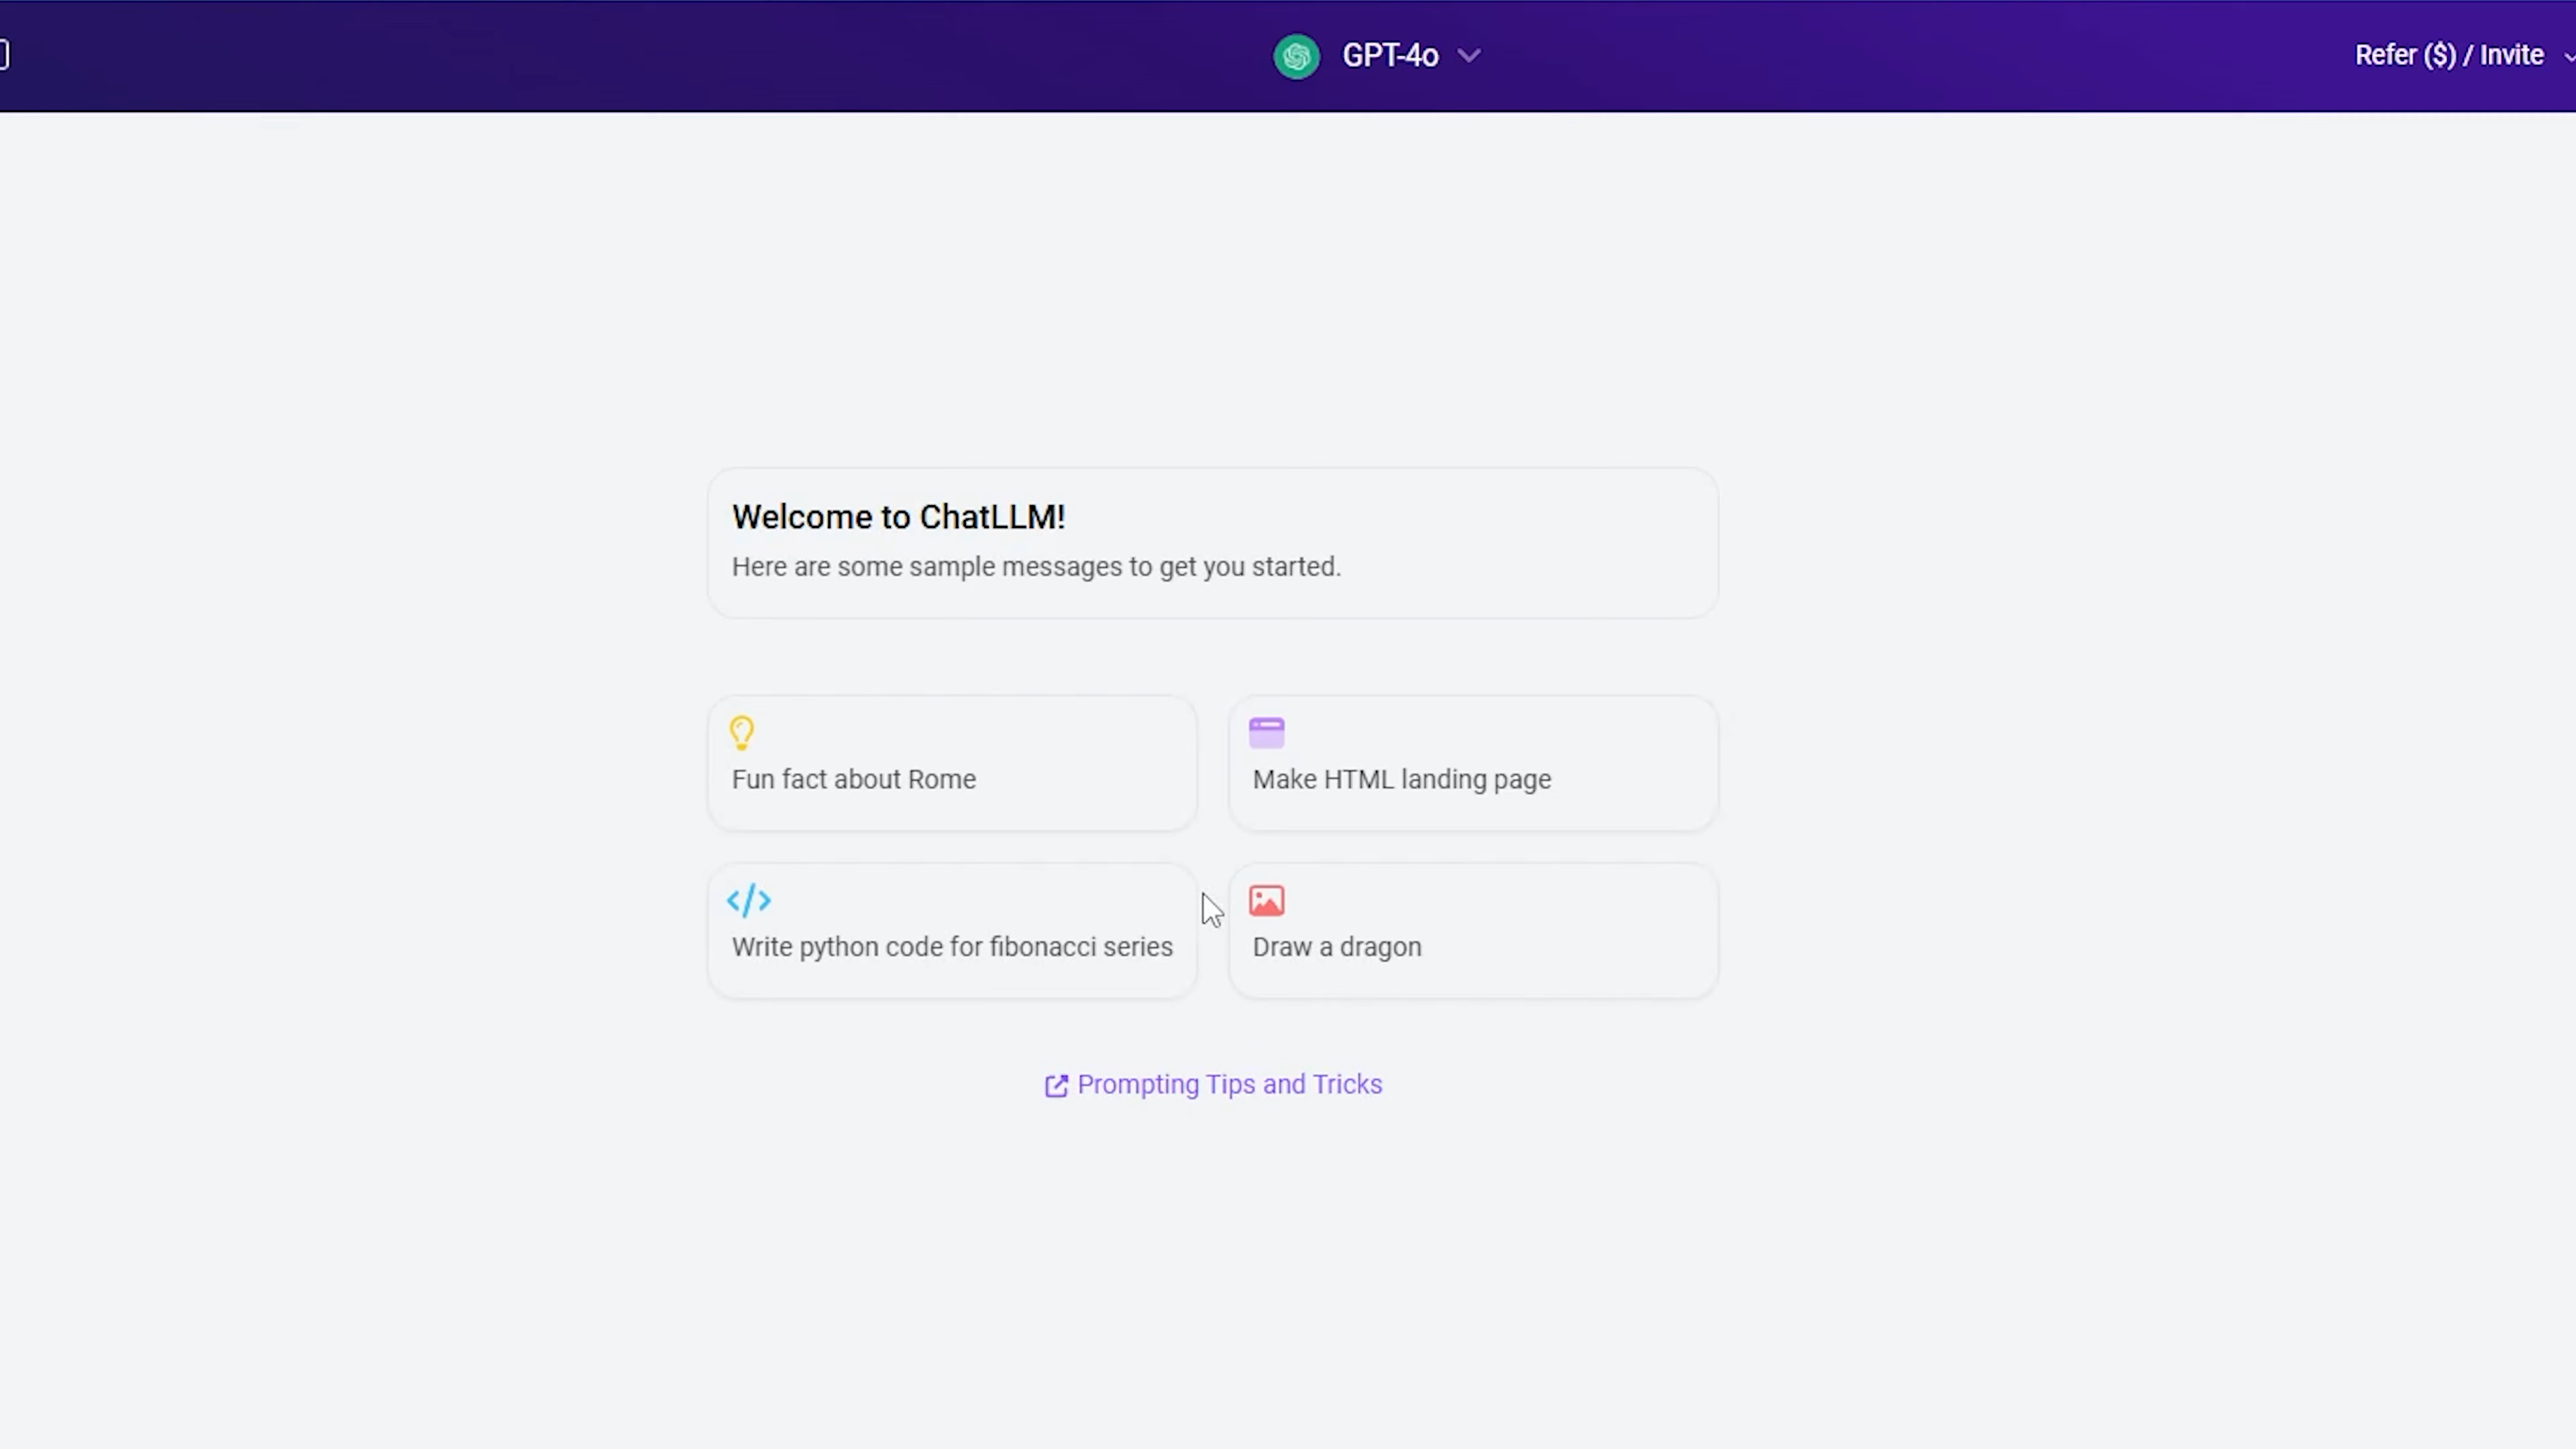 GPT-4o
Refer ($) / Invite
Welcome to ChatLLM!
Here are some sample messages to get you started.
Fun fact about Rome
Make HTML landing page
Write python code for fibonacci series
Draw a dragon
Prompting Tips and Tricks